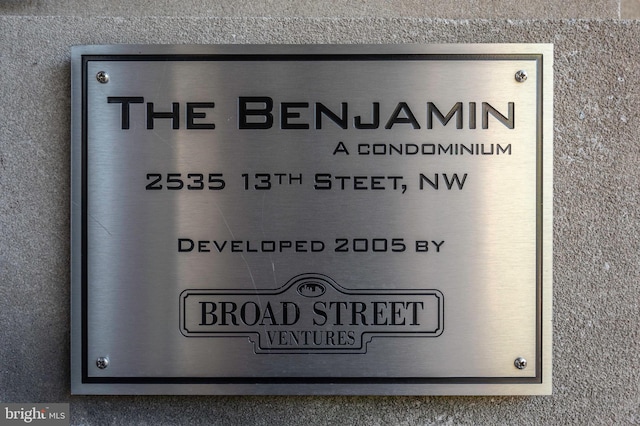 THE BENJAMIN
A CONDOMINIUM
2535 13TH STEET, NW
DEVELOPED 2005 BY
BROAD STREET
VENTURES
bright MLS